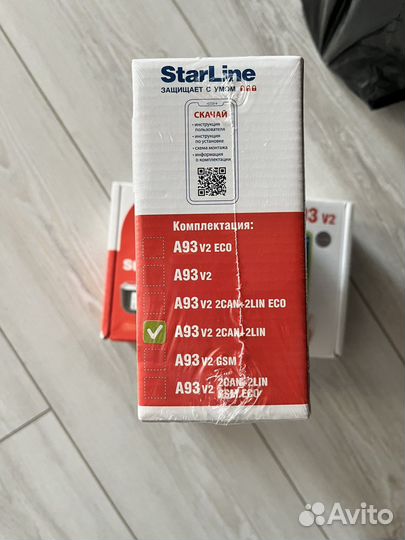 StarLine
ЗАЩИЩАЕТ С УМОМ
СКАЧАЙ
• инструкция
пользователя
• инструкция
по установке
• схема монтажа
• информация
о комплектации
Комплектация:
A93 V2 ECO
A93 V2
A93 V2 2CAN+2LIN ECO
A93 V2 2CAN+2LIN
A93 V2 GSM
A93 V2 2CAN+2LIN
GSM ECO
93 V2
Avito